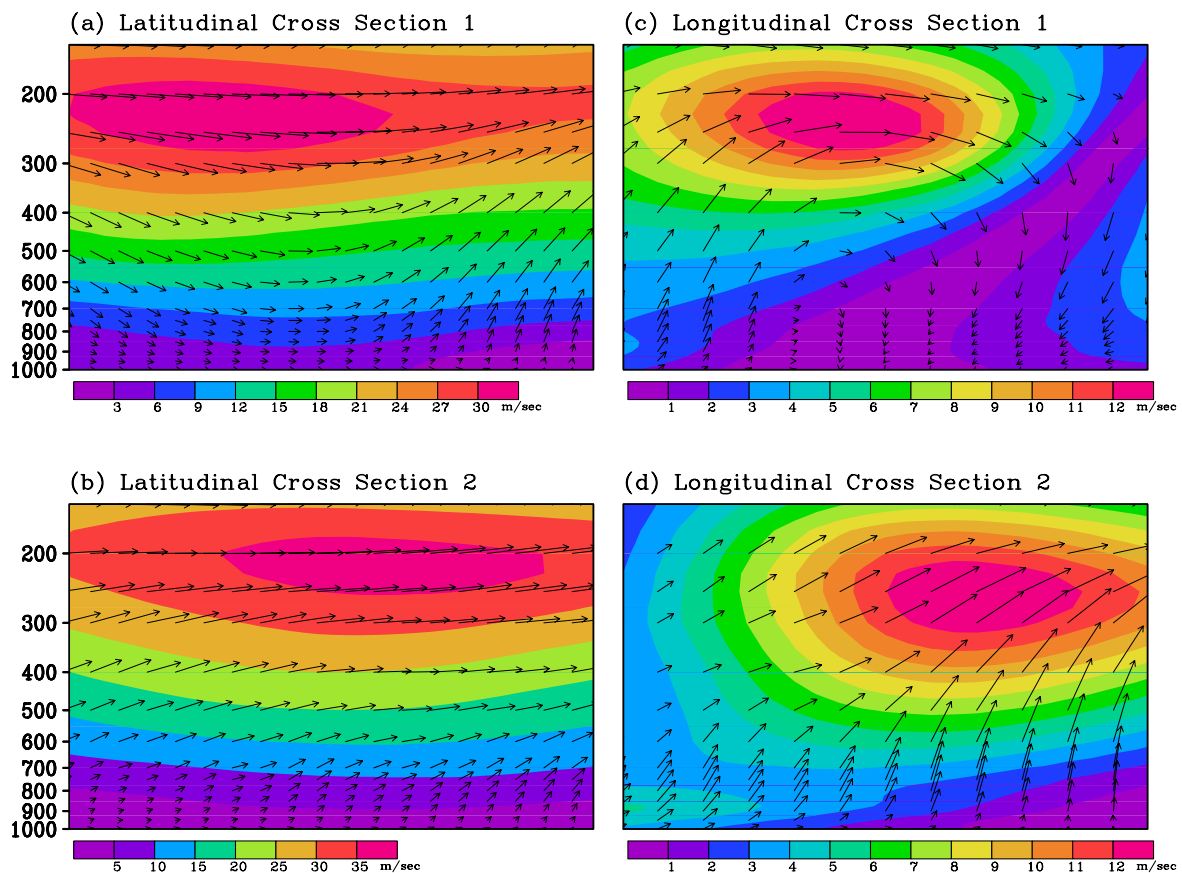 (a) Latitudinal Cross Section 1
200
300
400
500
600
700
800
900
1000
3 6 9 12 15 18 21 24 27 30 m/sec
(c) Longitudinal Cross Section 1
1 2 3 4 5 6 7 8 9 10 11 12 m/sec
(b) Latitudinal Cross Section 2
200
300
400
500
600
700
800
900
1000
5 10 15 20 25 30 35 m/sec
(d) Longitudinal Cross Section 2
1 2 3 4 5 6 7 8 9 10 11 12 m/sec